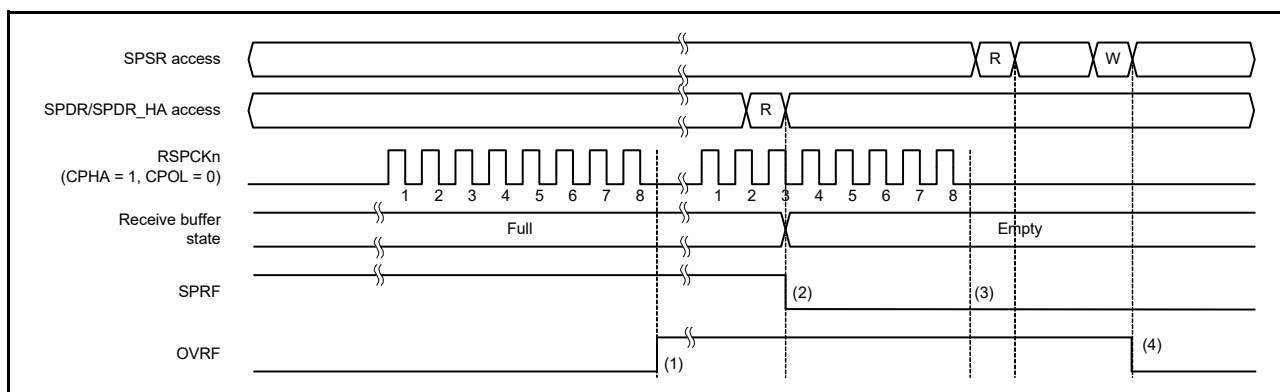 SPSR access
R
W
SPDR/SPDR_HA access
R
RSPCKn
(CPHA = 1, CPOL = 0)
1 2 3 4 5 6 7 8 1 2 3 4 5 6 7 8
Receive buffer
state
Full
Empty
SPRF
(2)
(3)
OVRF
(1)
(4)